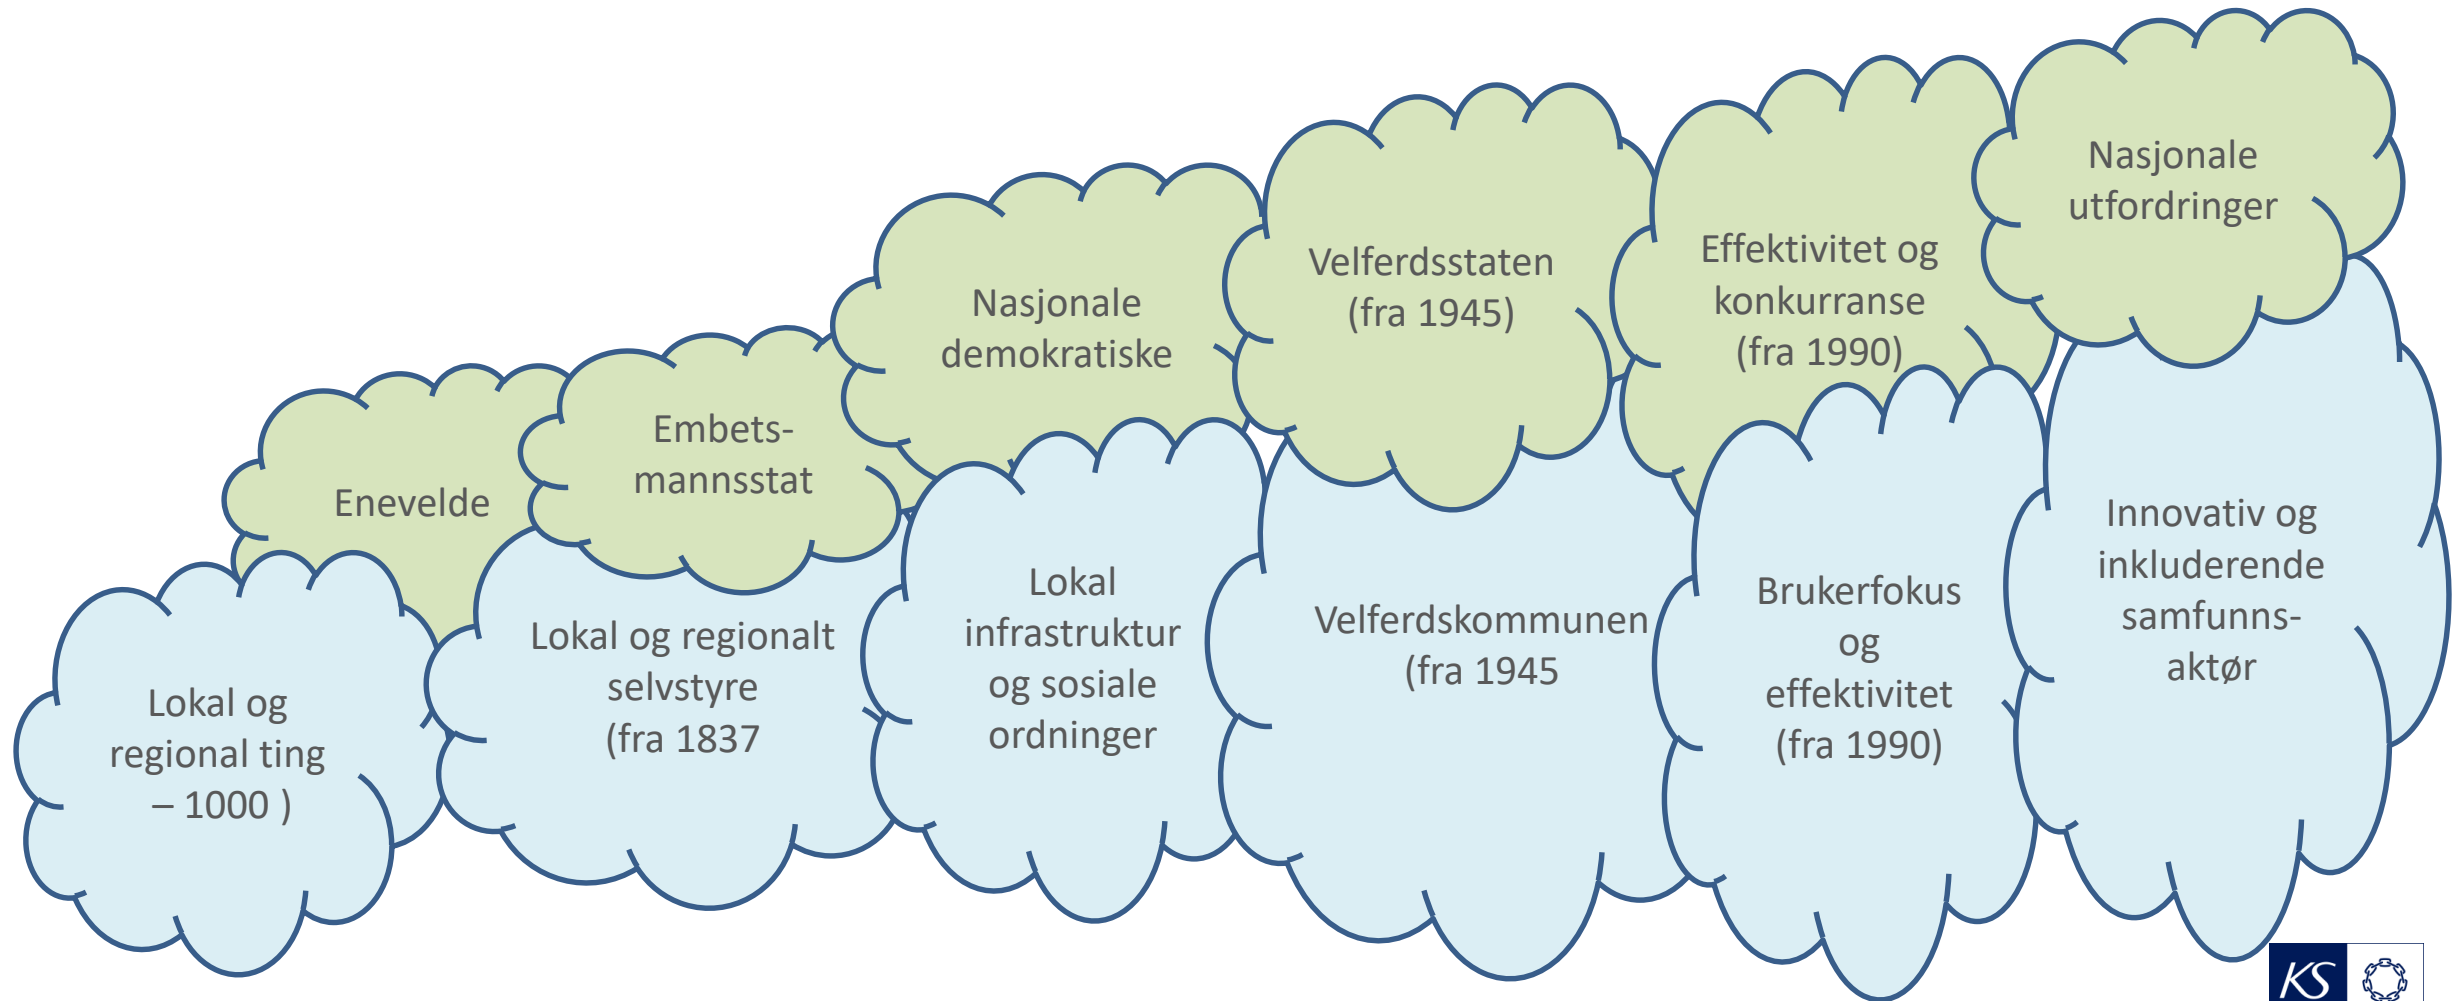 Enevelde
Embets-
mannsstat
Nasjonale
demokratiske
Velferdsstaten
(fra 1945)
Effektivitet og
konkurranse
(fra 1990)
Nasjonale
utfordringer
Lokal og
regional ting
– 1000 )
Lokal og regionalt
selvstyre
(fra 1837
Lokal
infrastruktur
og sosiale
ordninger
Velferdskommunen
(fra 1945
Brukerfokus
og
effektivitet
(fra 1990)
Innovativ og
inkluderende
samfunns-
aktør
KS